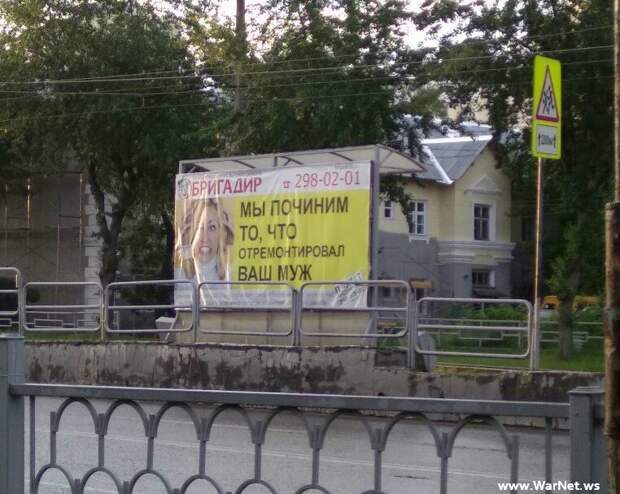 БРИГАДИР ☎ 298-02-01
МЫ ПОЧИНИМ
ТО, ЧТО
ОТРЕМОНТИРОВАЛ
ВАШ МУЖ
www.WarNet.ws